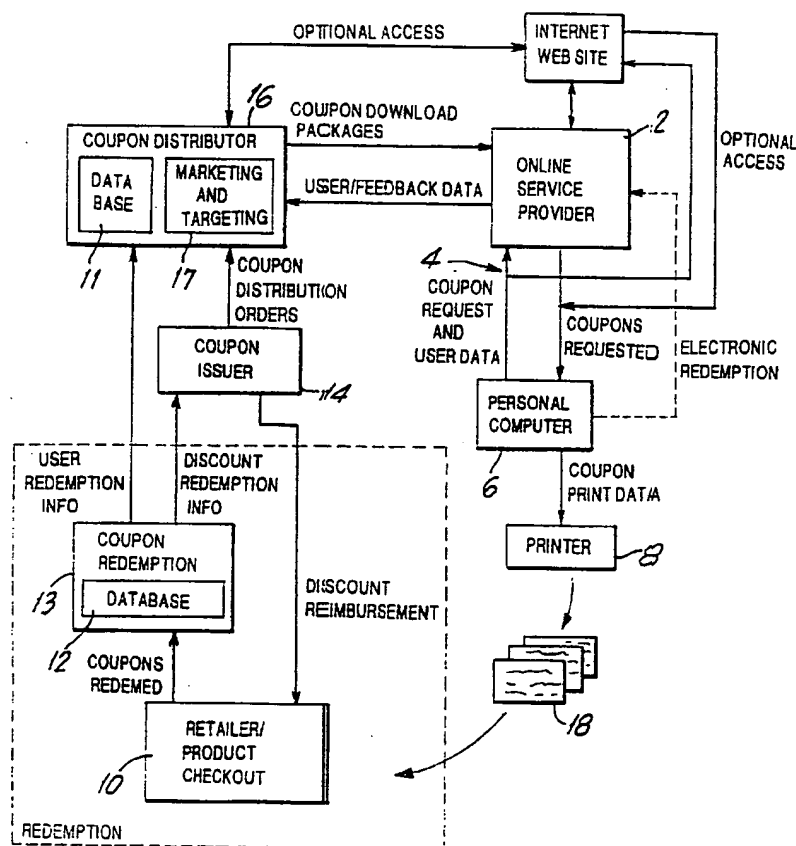 OPTIONAL ACCESS
INTERNET
WEB SITE
16
COUPON DOWNLOAD
PACKAGES
2
COUPON DISTRIBUTOR
DATA
BASE
MARKETING
AND
TARGETING
USER/FEEDBACK DATA
ONLINE
SERVICE
PROVIDER
OPTIONAL
ACCESS
11
17
COUPON
DISTRIBUTION
ORDERS
4
COUPON
REQUEST
AND
USER DATA
COUPONS
REQUESTED
ELECTRONIC
REDEMPTION
COUPON
ISSUER
14
PERSONAL
COMPUTER
6
USER
REDEMPTION
INFO
DISCOUNT
REDEMPTION
INFO
COUPON
PRINT DATA
COUPON
REDEMPTION
DATABASE
13
12
PRINTER
8
DISCOUNT
REIMBURSEMENT
COUPONS
REDEMED
18
RETAILER/
PRODUCT
CHECKOUT
10
REDEMPTION